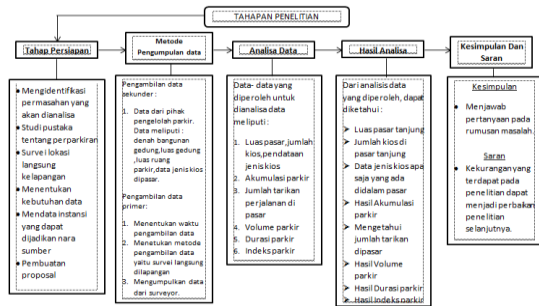 TAHAPAN PENELITIAN
Tahap Persiapan
Mengidentifikasi
permasahan yang
akan dianalisa
Studi pustaka
tentang perparkiran
Survei lokasi
langsung
kelapangan
Menentukan
kebutuhan data
Mendata instansi
yang dapat
dijadikan nara
sumber
Pembuatan
proposal
Metode
Pengumpulan data
Pengambilan data
sekunder :
1. Data dari pihak
pengelolah parkir.
Data meliputi :
denah bangunan
gedung,luas gedung
,luas ruang
parkir,data jenis kios
dipasar.
Pengambilan data
primer:
1. Menentukan waktu
pengambilan data
2. Menetukan metode
pengambilan data
yaitu survei langsung
dilapangan
3. Mengumpulkan data
dari surveyor.
Analisa Data
Data- data yang
diperoleh untuk
dianalisa data
meliputi :
1. Luas pasar,jumlah
kios,pendataan
jenis kios
2. Akumulasi parkir
3. Jumlah tarikan
perjalanan di
pasar
4. Volume parkir
5. Durasi parkir
6. Indeks parkir
Hasil Analisa
Dari analisis data
yang diperoleh, dapat
diketahui :
Luas pasar tanjung
Jumlah kios di
pasar tanjung
Data jenis kios apa
saja yang ada
didalam pasar
Hasil Akumulasi
parkir
Mengetahui
jumlah tarikan
dipasar
Hasil Volume
parkir
Hasil Durasi parkir
Hasil Indeks parkir
Kesimpulan Dan
Saran
Kesimpulan
Menjawab
pertanyaan pada
rumusan masalah.
Saran
Kekurangan yang
terdapat pada
penelitian dapat
menjadi perbaikan
penelitian
selanjutnya.